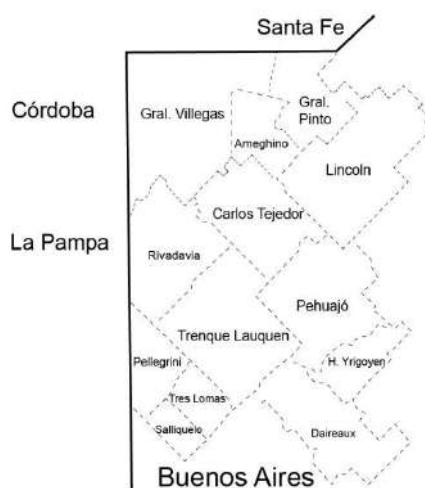 Santa Fe
Córdoba
Gral. Villegas
Gral.
Pinto
Ameghino
Lincoln
Carlos Tejedor
La Pampa
Rivadavia
Pehuajó
Trenque Lauquen
Pellegrini
H. Yrigoyen
Tres Lomas
Salliqueló
Daireaux
Buenos Aires